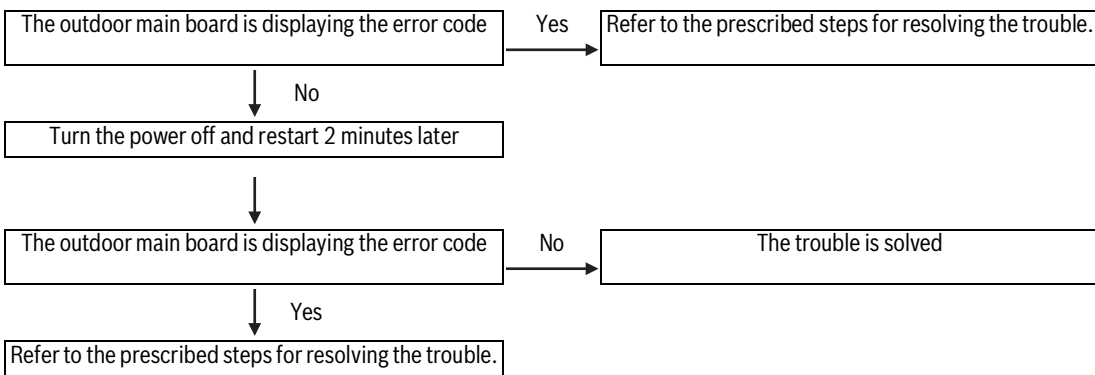 The outdoor main board is displaying the error code
Yes
Refer to the prescribed steps for resolving the trouble.
No
Turn the power off and restart 2 minutes later
The outdoor main board is displaying the error code
No
The trouble is solved
Yes
Refer to the prescribed steps for resolving the trouble.